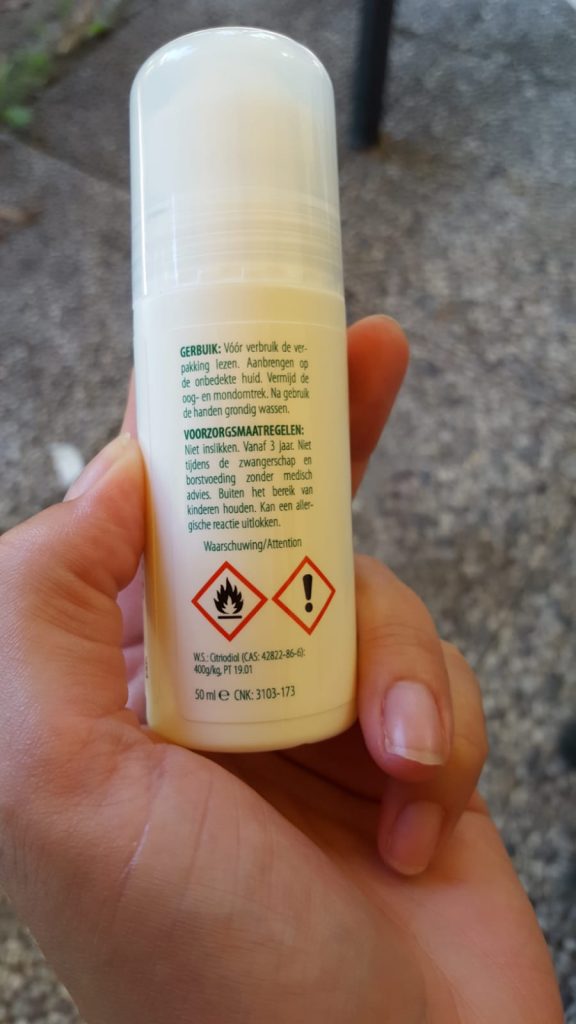 GERBUIK: Vóór verbruik de ver-
pakking lezen. Aanbrengen op
de onbedekte huid. Vermijd de
oog- en mondomtrek. Na gebruik
de handen grondig wassen.
VOORZORGSMAATREGELEN:
Niet inslikken. Vanaf 3 jaar. Niet
tijdens de zwangerschap en
borstvoeding zonder medisch
advies. Buiten het bereik van
kinderen houden. Kan een aller-
gische reactie uitlokken.
Waarschuwing/Attention
W.S.: Citriodiol (CAS: 42822-86-6):
400g/kg, PT 19.01
50 ml ℮ CNK: 3103-173